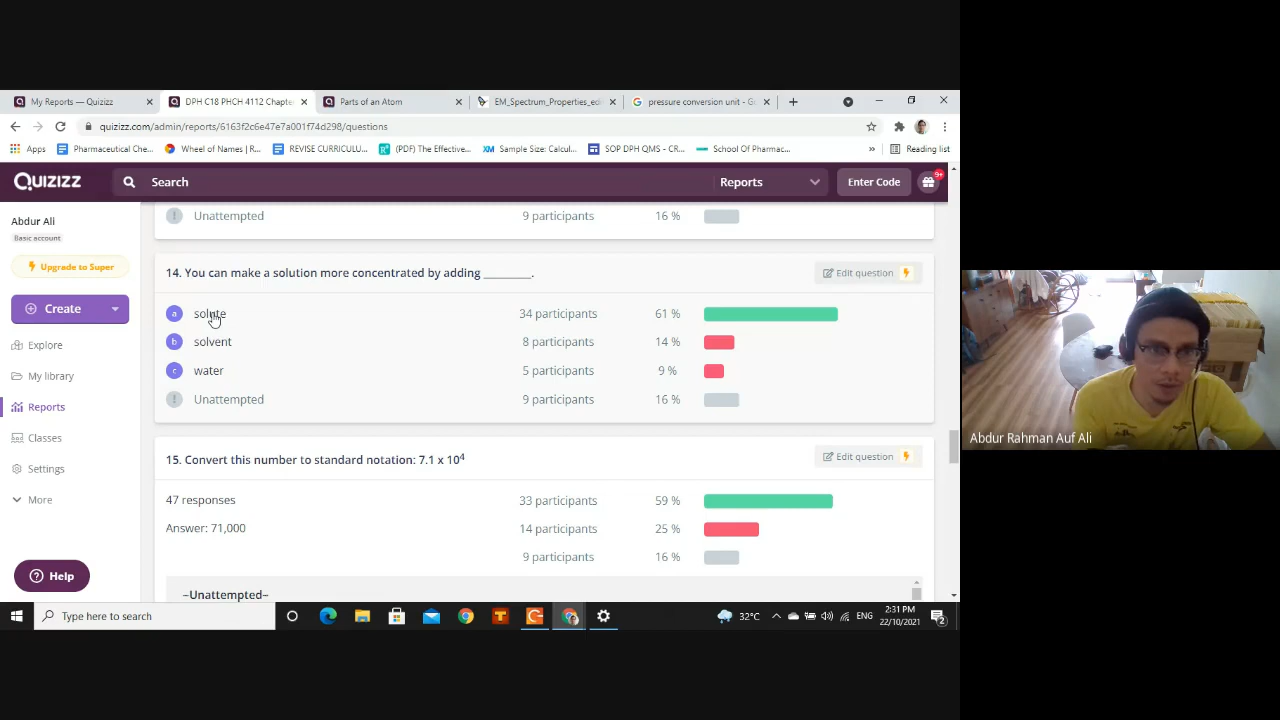 My Reports — Quizizz
DPH C18 PHCH 4112 Chapte
Parts of an Atom
EM_Spectrum_Properties_edi
pressure conversion unit - G
quizizz.com/admin/reports/6163f2c6e47e7a001f74d298/questions
Apps
Pharmaceutical Che...
Wheel of Names | R...
REVISE CURRICULU...
(PDF) The Effective...
XM Sample Size: Calcul...
SOP DPH QMS - CR...
School Of Pharmac...
»
Reading list
QUIZIZZ
Search
Reports
Enter Code
9+
Abdur Ali
Basic account
Upgrade to Super
Create
Explore
My library
Reports
Classes
Settings
More
Help
Unattempted 9 participants 16 %
14. You can make a solution more concentrated by adding ________.
Edit question
a solute 34 participants 61 %
b solvent 8 participants 14 %
c water 5 participants 9 %
! Unattempted 9 participants 16 %
15. Convert this number to standard notation: 7.1 x 10⁴
Edit question
47 responses 33 participants 59 %
Answer: 71,000 14 participants 25 %
9 participants 16 %
–Unattempted–
Abdur Rahman Auf Ali
Type here to search
32°C
ENG
2:31 PM
22/10/2021
2